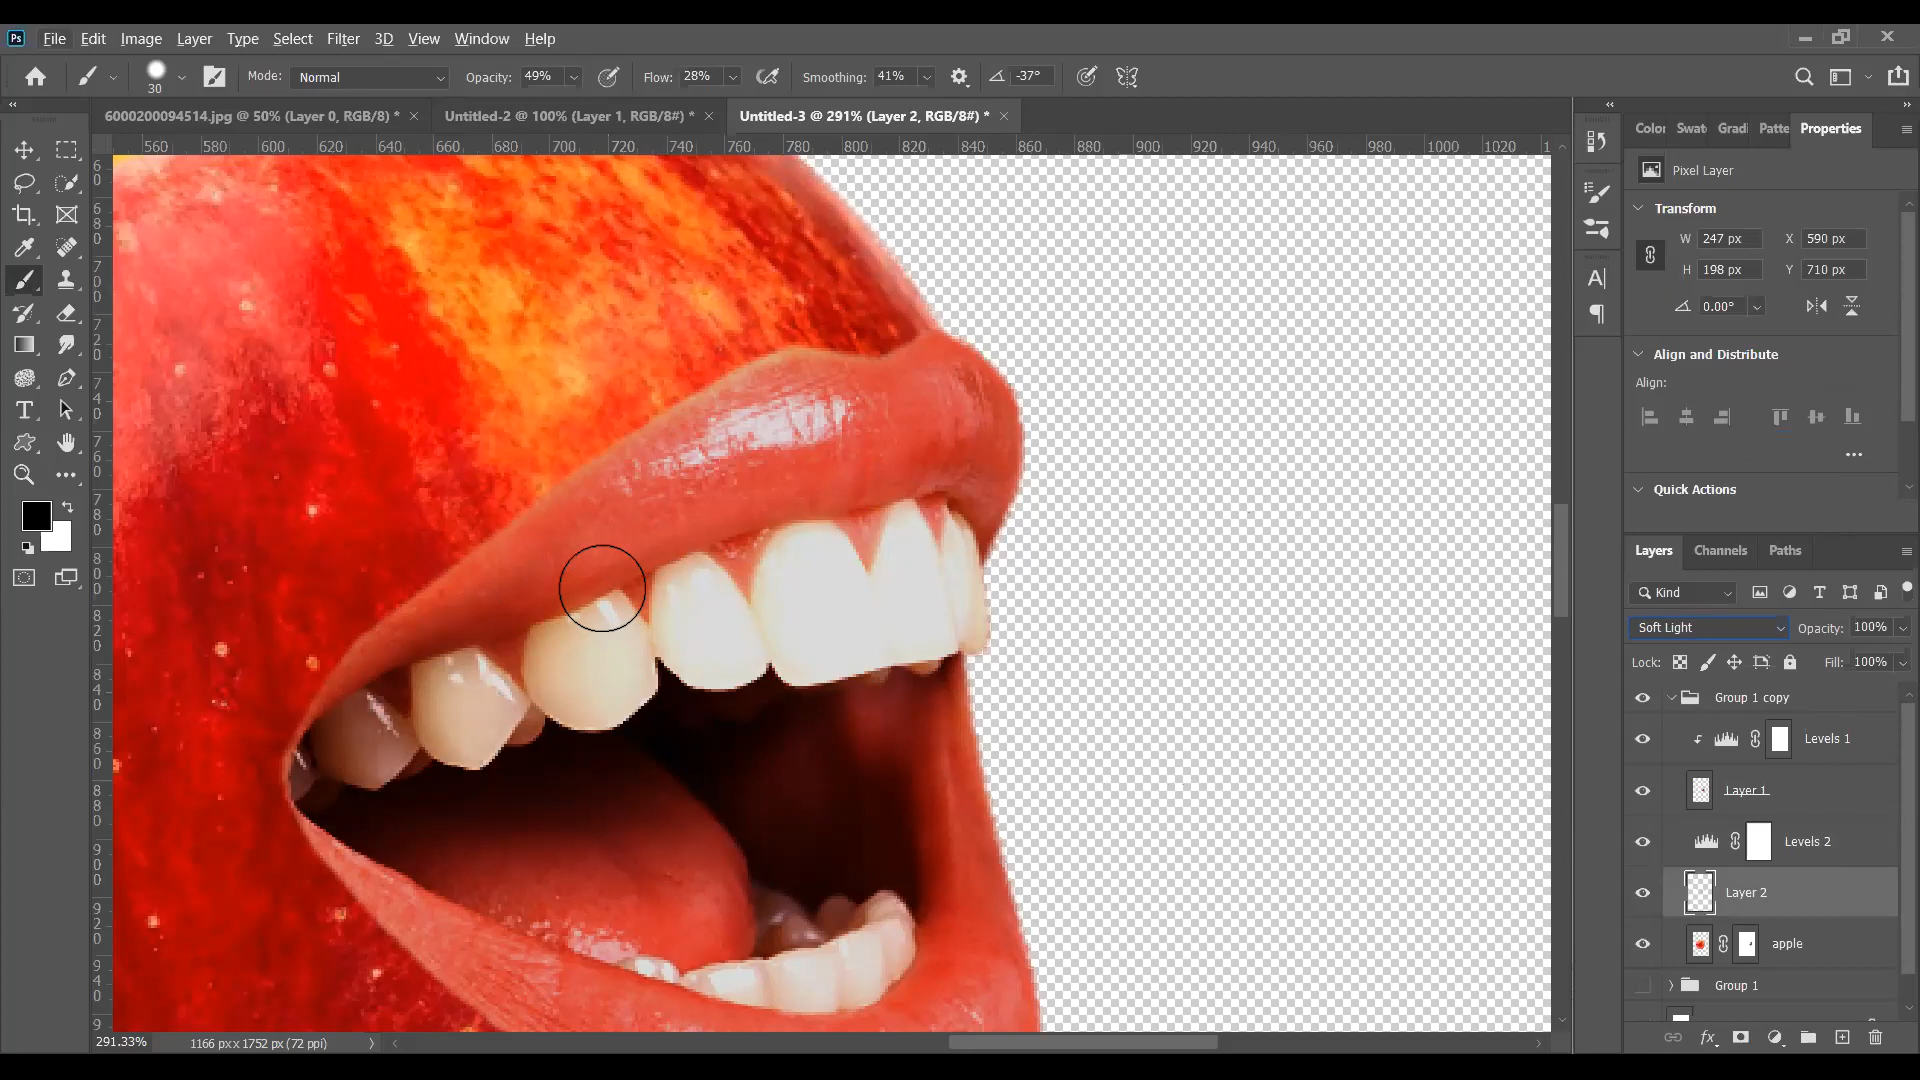 Ps File Edit Image Layer Type Select Filter 3D View Window Help
30 Mode: Normal Opacity: 49% Flow: 28% Smoothing: 41% -37°
6000200094514.jpg @ 50% (Layer 0, RGB/8) * Untitled-2 @ 100% (Layer 1, RGB/8#) * Untitled-3 @ 291% (Layer 2, RGB/8#) *
Color Swat Gradi Patte Properties
560 580 600 620 640 660 680 700 720 740 760 780 800 820 840 860 880 900 920 940 960 980 1000 1020
Pixel Layer
Transform
W 247 px X 590 px
H 198 px Y 710 px
0.00°
Align and Distribute
Align:
Quick Actions
Layers Channels Paths
Kind
Soft Light Opacity: 100%
Lock: Fill: 100%
Group 1 copy
Levels 1
Layer 1
Levels 2
Layer 2
apple
Group 1
291.33% 1166 px x 1752 px (72 ppi)